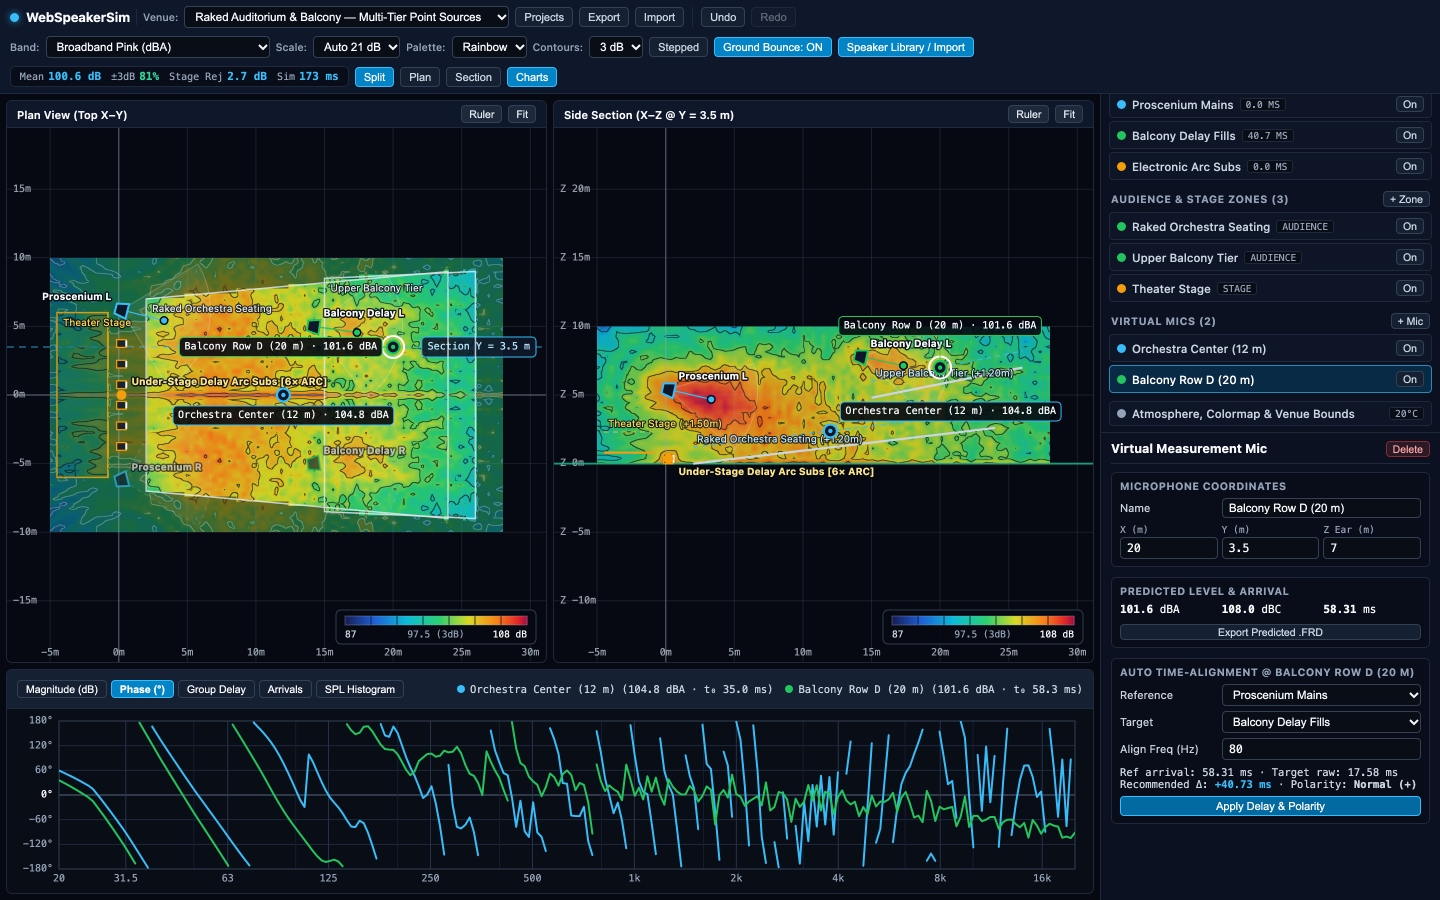 WebSpeakerSim Venue: Raked Auditorium & Balcony — Multi-Tier Point Sources Projects Export Import Undo Redo
Band: Broadband Pink (dBA) Scale: Auto 21 dB Palette: Rainbow Contours: 3 dB Stepped Ground Bounce: ON Speaker Library / Import
Mean 100.6 dB ±3dB 81% Stage Rej 2.7 dB Sim 173 ms Split Plan Section Charts
Plan View (Top X–Y) Ruler Fit
15m
10m
5m
0m
−5m
−10m
−15m
Proscenium L
Theater Stage
Raked Orchestra Seating
Upper Balcony Tier
Balcony Delay L
Balcony Row D (20 m) · 101.6 dBA
Section Y = 3.5 m
Under-Stage Delay Arc Subs [6× ARC]
Orchestra Center (12 m) · 104.8 dBA
Balcony Delay R
Proscenium R
87 97.5 (3dB) 108 dB
−5m 0m 5m 10m 15m 20m 25m 30m
Side Section (X–Z @ Y = 3.5 m) Ruler Fit
Z 20m
Z 15m
Z 10m
Z 5m
Z 0m
Z −5m
Z −10m
Balcony Row D (20 m) · 101.6 dBA
Balcony Delay L
Upper Balcony Tier (+1.20m)
Proscenium L
Orchestra Center (12 m) · 104.8 dBA
Theater Stage (+1.50m)
Raked Orchestra Seating (+1.20m)
Under-Stage Delay Arc Subs [6× ARC]
87 97.5 (3dB) 108 dB
−5m 0m 5m 10m 15m 20m 25m 30m
Magnitude (dB) Phase (°) Group Delay Arrivals SPL Histogram
Orchestra Center (12 m) (104.8 dBA · t₀ 35.0 ms) Balcony Row D (20 m) (101.6 dBA · t₀ 58.3 ms)
180°
120°
60°
0°
−60°
−120°
−180°
20 31.5 63 125 250 500 1k 2k 4k 8k 16k
Proscenium Mains 0.0 MS On
Balcony Delay Fills 40.7 MS On
Electronic Arc Subs 0.0 MS On
AUDIENCE & STAGE ZONES (3) + Zone
Raked Orchestra Seating AUDIENCE On
Upper Balcony Tier AUDIENCE On
Theater Stage STAGE On
VIRTUAL MICS (2) + Mic
Orchestra Center (12 m) On
Balcony Row D (20 m) On
Atmosphere, Colormap & Venue Bounds 20°C
Virtual Measurement Mic Delete
MICROPHONE COORDINATES
Name Balcony Row D (20 m)
X (m) Y (m) Z Ear (m)
20 3.5 7
PREDICTED LEVEL & ARRIVAL
101.6 dBA 108.0 dBC 58.31 ms
Export Predicted .FRD
AUTO TIME-ALIGNMENT @ BALCONY ROW D (20 M)
Reference Proscenium Mains
Target Balcony Delay Fills
Align Freq (Hz) 80
Ref arrival: 58.31 ms · Target raw: 17.58 ms
Recommended Δ: +40.73 ms · Polarity: Normal (+)
Apply Delay & Polarity